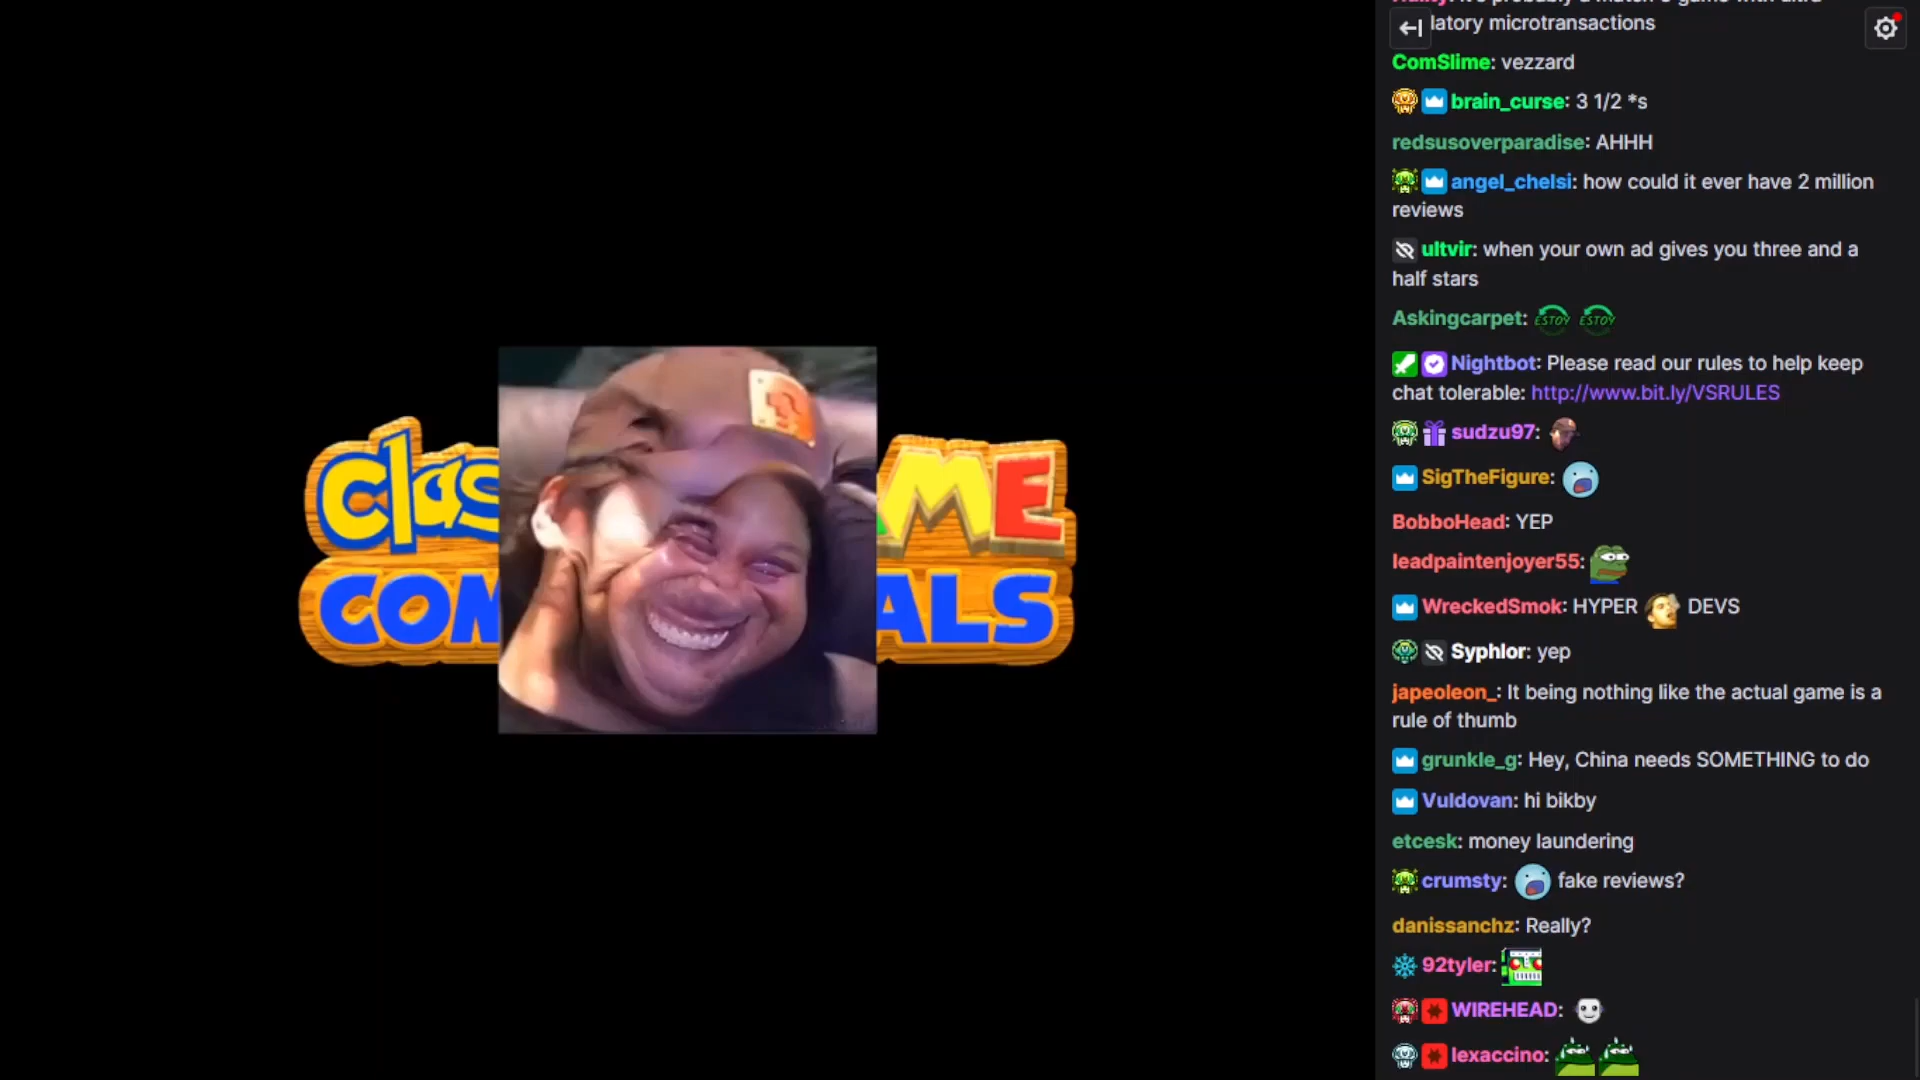 latory microtransactions
ComSlime: vezzard
brain_curse: 3 1/2 *s
redsusoverparadise: AHHH
angel_chelsi: how could it ever have 2 million
reviews
ultvir: when your own ad gives you three and a
half stars
Askingcarpet: ESTOY ESTOY
Nightbot: Please read our rules to help keep
chat tolerable: http://www.bit.ly/VSRULES
sudzu97:
SigTheFigure:
BobboHead: YEP
leadpaintenjoyer55:
WreckedSmok: HYPER DEVS
Syphlor: yep
japeoleon_: It being nothing like the actual game is a
rule of thumb
grunkle_g: Hey, China needs SOMETHING to do
Vuldovan: hi bikby
etcesk: money laundering
crumsty: fake reviews?
danissanchz: Really?
92tyler:
WIREHEAD:
lexaccino:
Clas ME
COM ALS